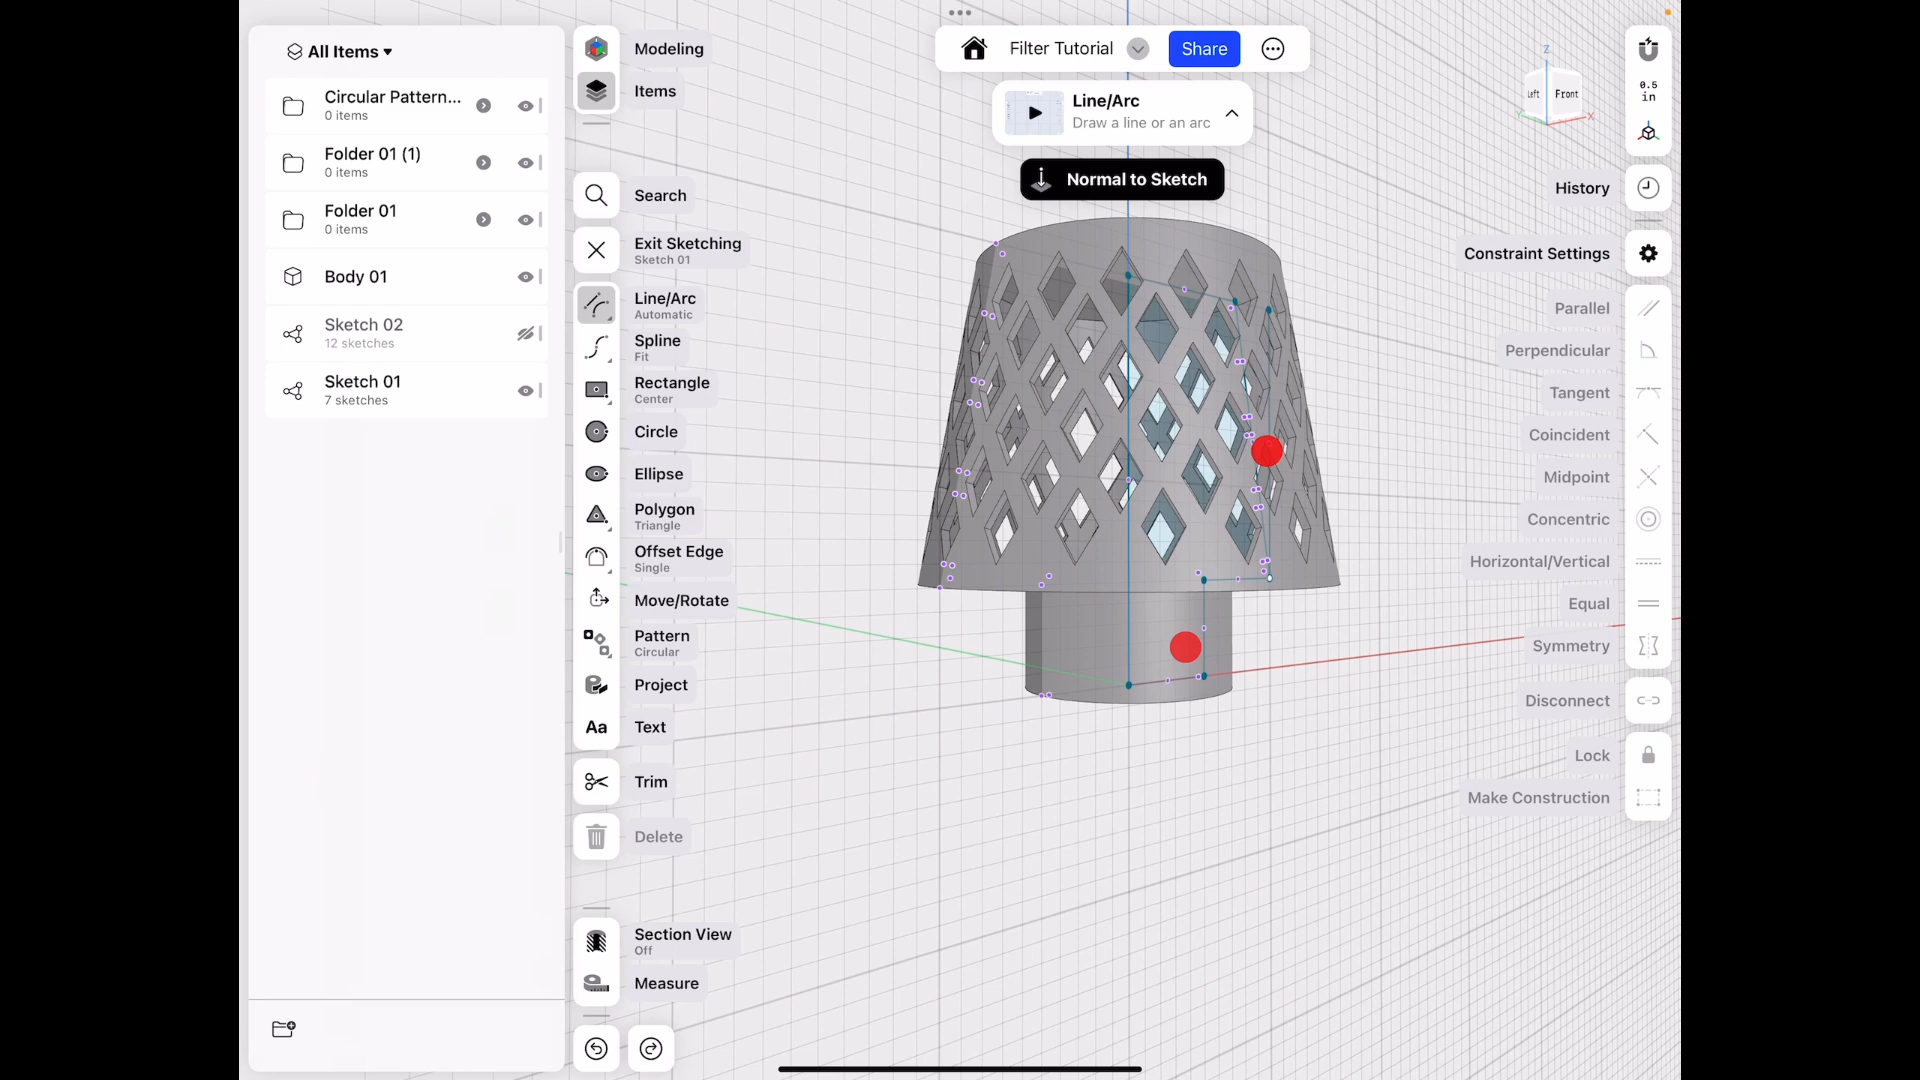 All Items
Circular Pattern...
0 items
Folder 01 (1)
0 items
Folder 01
0 items
Body 01
Sketch 02
12 sketches
Sketch 01
7 sketches
Modeling
Items
Search
Exit Sketching
Sketch 01
Line/Arc
Automatic
Spline
Fit
Rectangle
Center
Circle
Ellipse
Polygon
Triangle
Offset Edge
Single
Move/Rotate
Pattern
Circular
Project
Aa
Text
Trim
Delete
Section View
Off
Measure
Filter Tutorial
Share
Line/Arc
Draw a line or an arc
Normal to Sketch
Z
Left
Front
Y
X
0.5
in
History
Constraint Settings
Parallel
Perpendicular
Tangent
Coincident
Midpoint
Concentric
Horizontal/Vertical
Equal
Symmetry
Disconnect
Lock
Make Construction